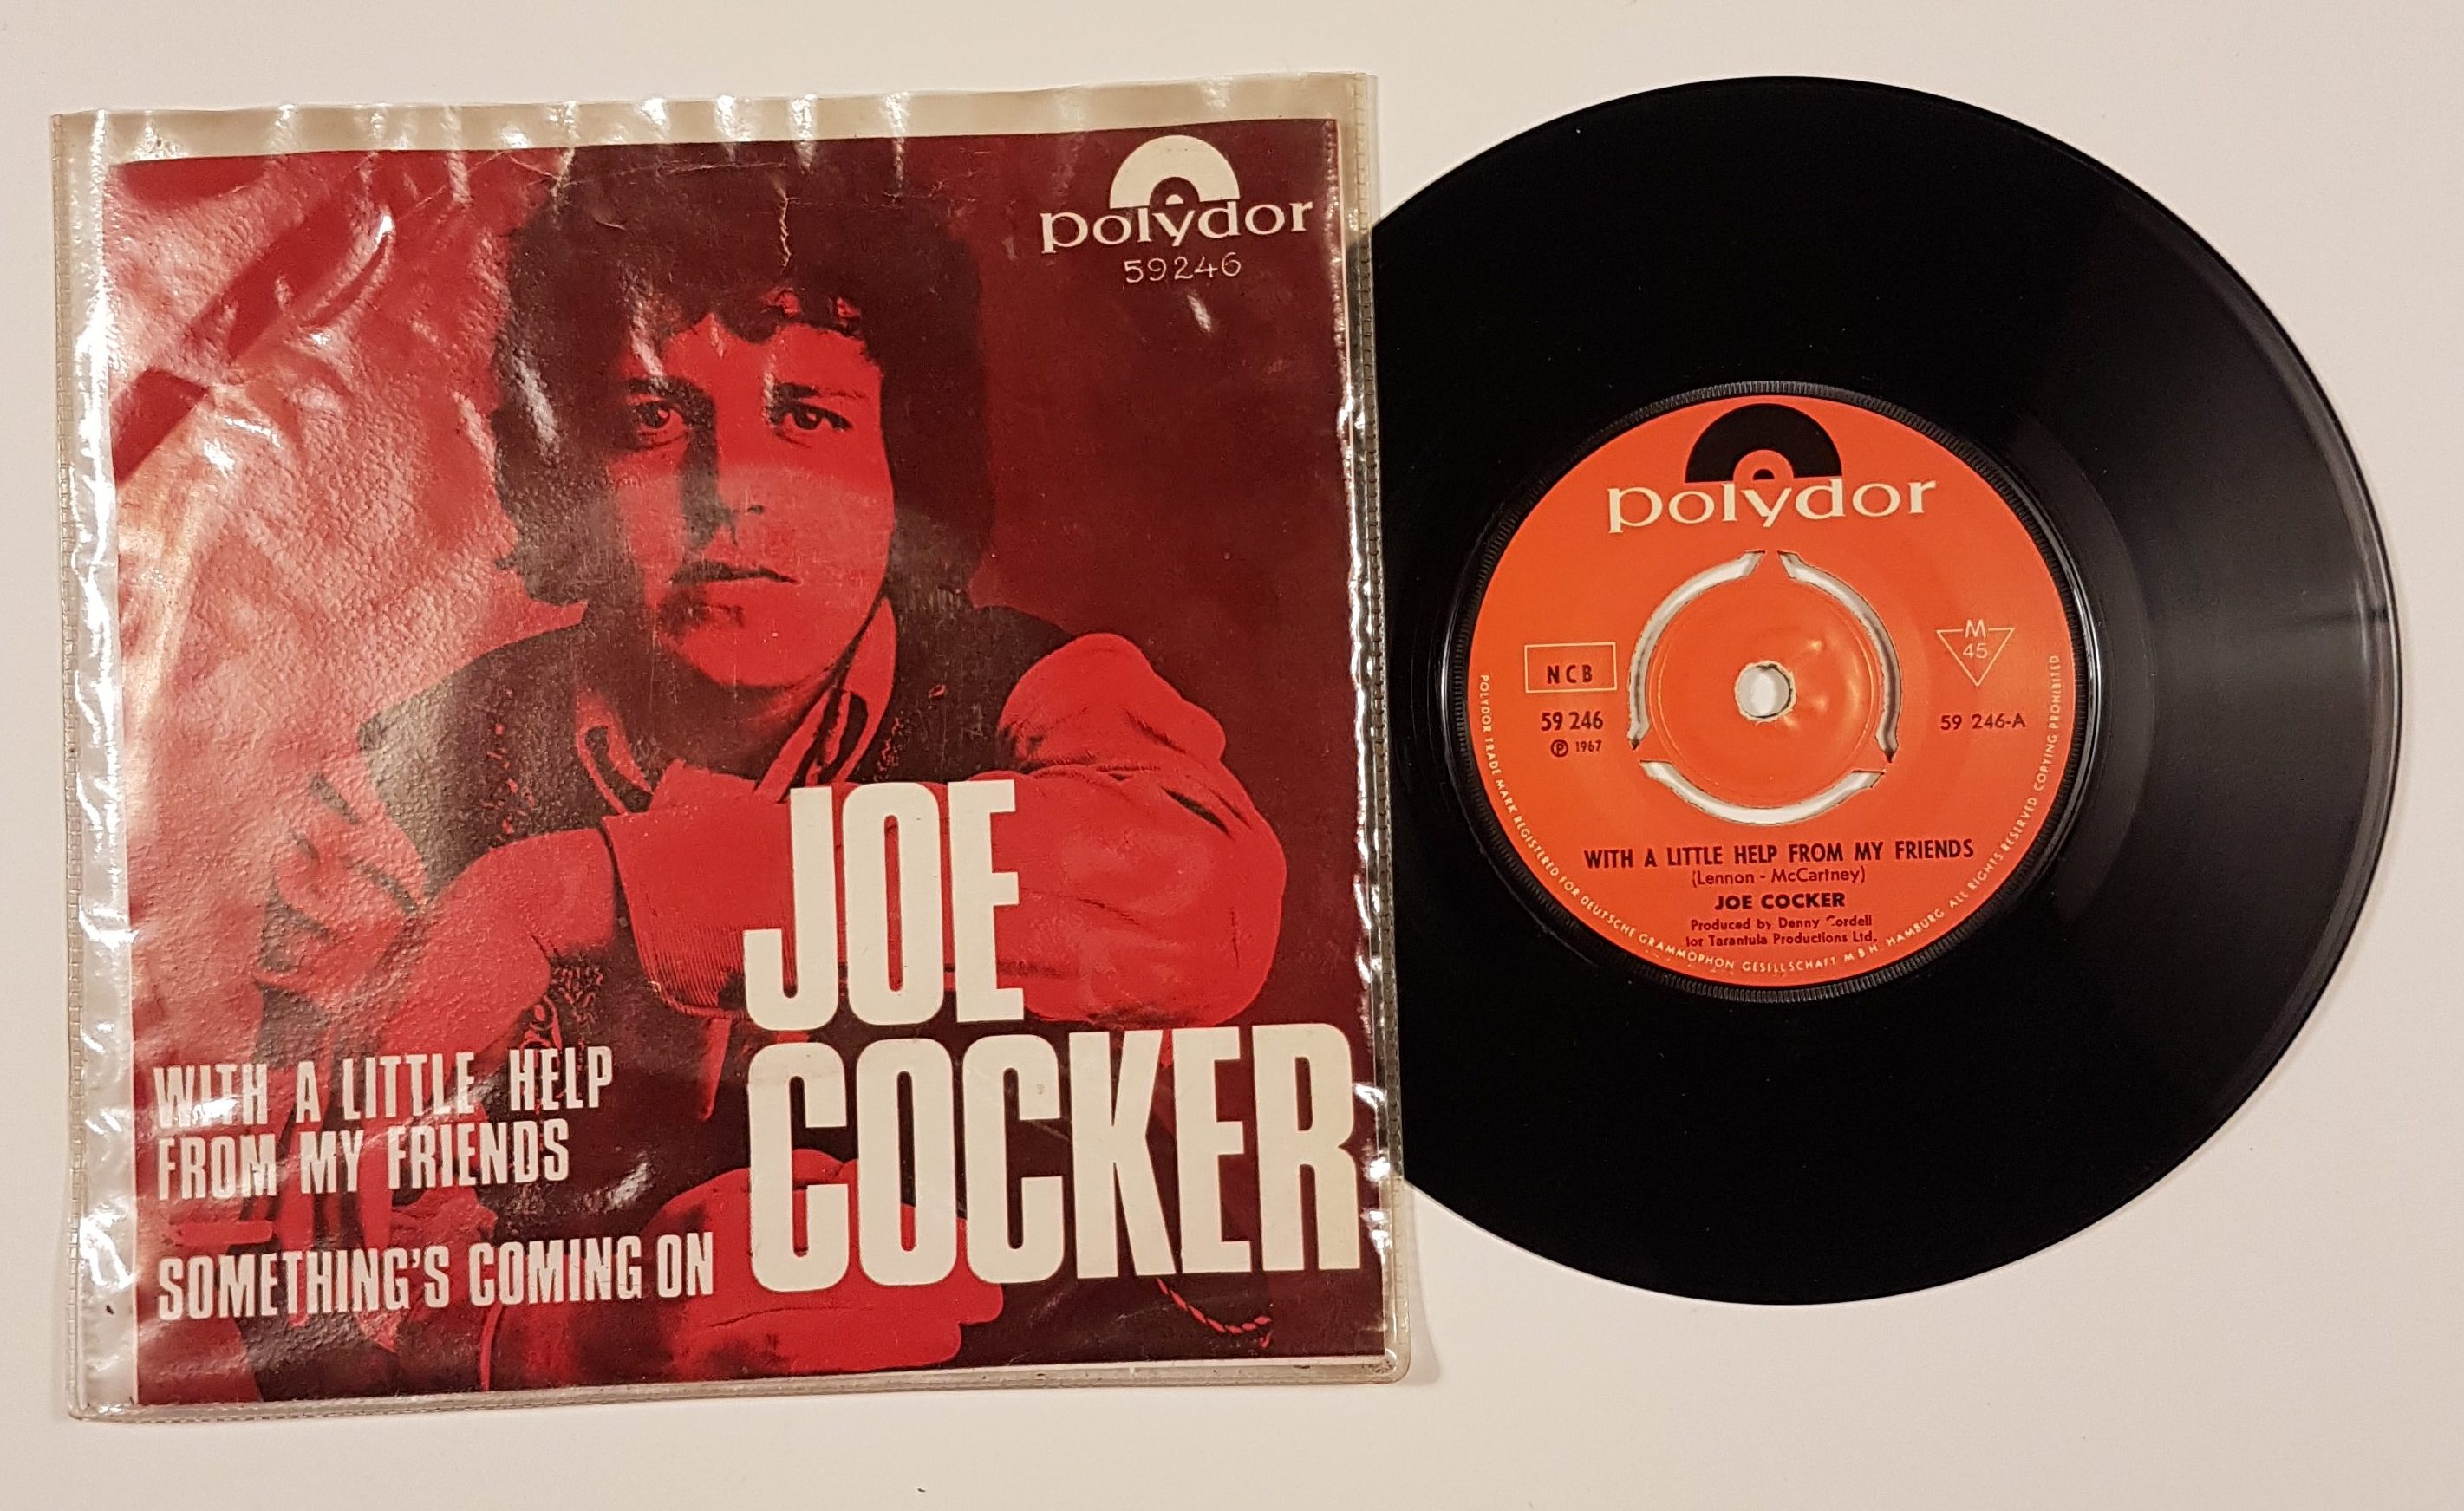 polydor
59246
JOE
COCKER
WITH A LITTLE HELP
FROM MY FRIENDS
SOMETHING'S COMING ON
polydor
NCB
59 246
℗ 1967
M
45
59 246-A
WITH A LITTLE HELP FROM MY FRIENDS
(Lennon - McCartney)
JOE COCKER
Produced by Denny Cordell
for Tarantula Productions Ltd.
POLYDOR TRADE MARK REGISTERED FOR DEUTSCHE GRAMMOPHON GESELLSCHAFT M B H. HAMBURG. ALL RIGHTS RESERVED COPYING PROHIBITED